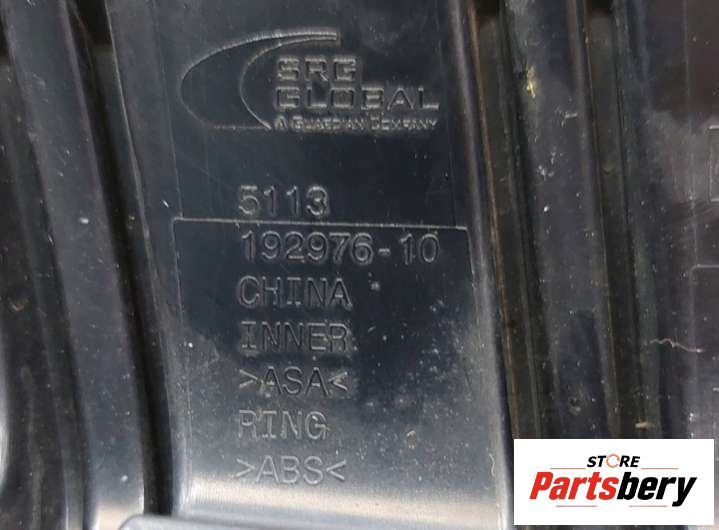 SRG
GLOBAL
A GUARDIAN COMPANY
5113
192976-10
CHINA
INNER
>ASA<
RING
>ABS<
STORE
Partsbery